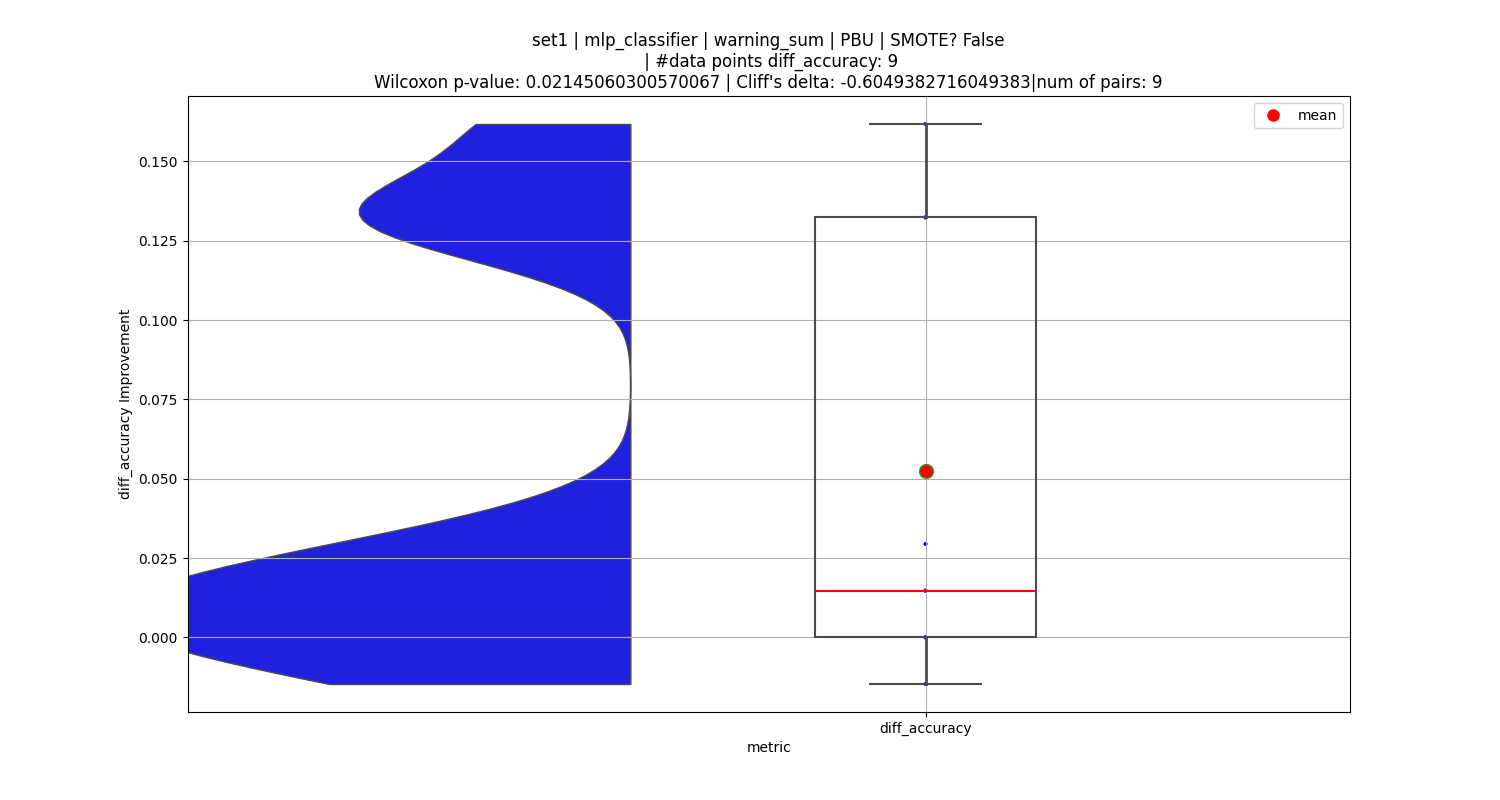 set1 | mlp_classifier | warning_sum | PBU | SMOTE? False
| #data points diff_accuracy: 9
Wilcoxon p-value: 0.02145060300570067 | Cliff's delta: -0.6049382716049383|num of pairs: 9
mean
0.150
0.125
0.100
0.075
0.050
0.025
0.000
diff_accuracy Improvement
diff_accuracy
metric